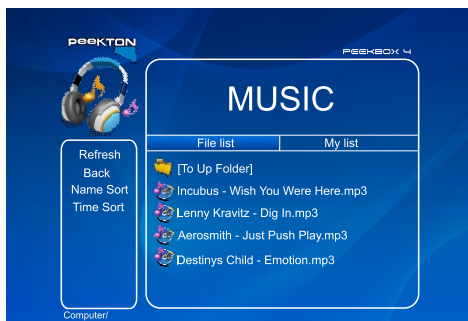 PEEKTON
PEEKBOX 4
MUSIC
File list
My list
Refresh
Back
Name Sort
Time Sort
[To Up Folder]
Incubus - Wish You Were Here.mp3
Lenny Kravitz - Dig In.mp3
Aerosmith - Just Push Play.mp3
Destinys Child - Emotion.mp3
Computer/